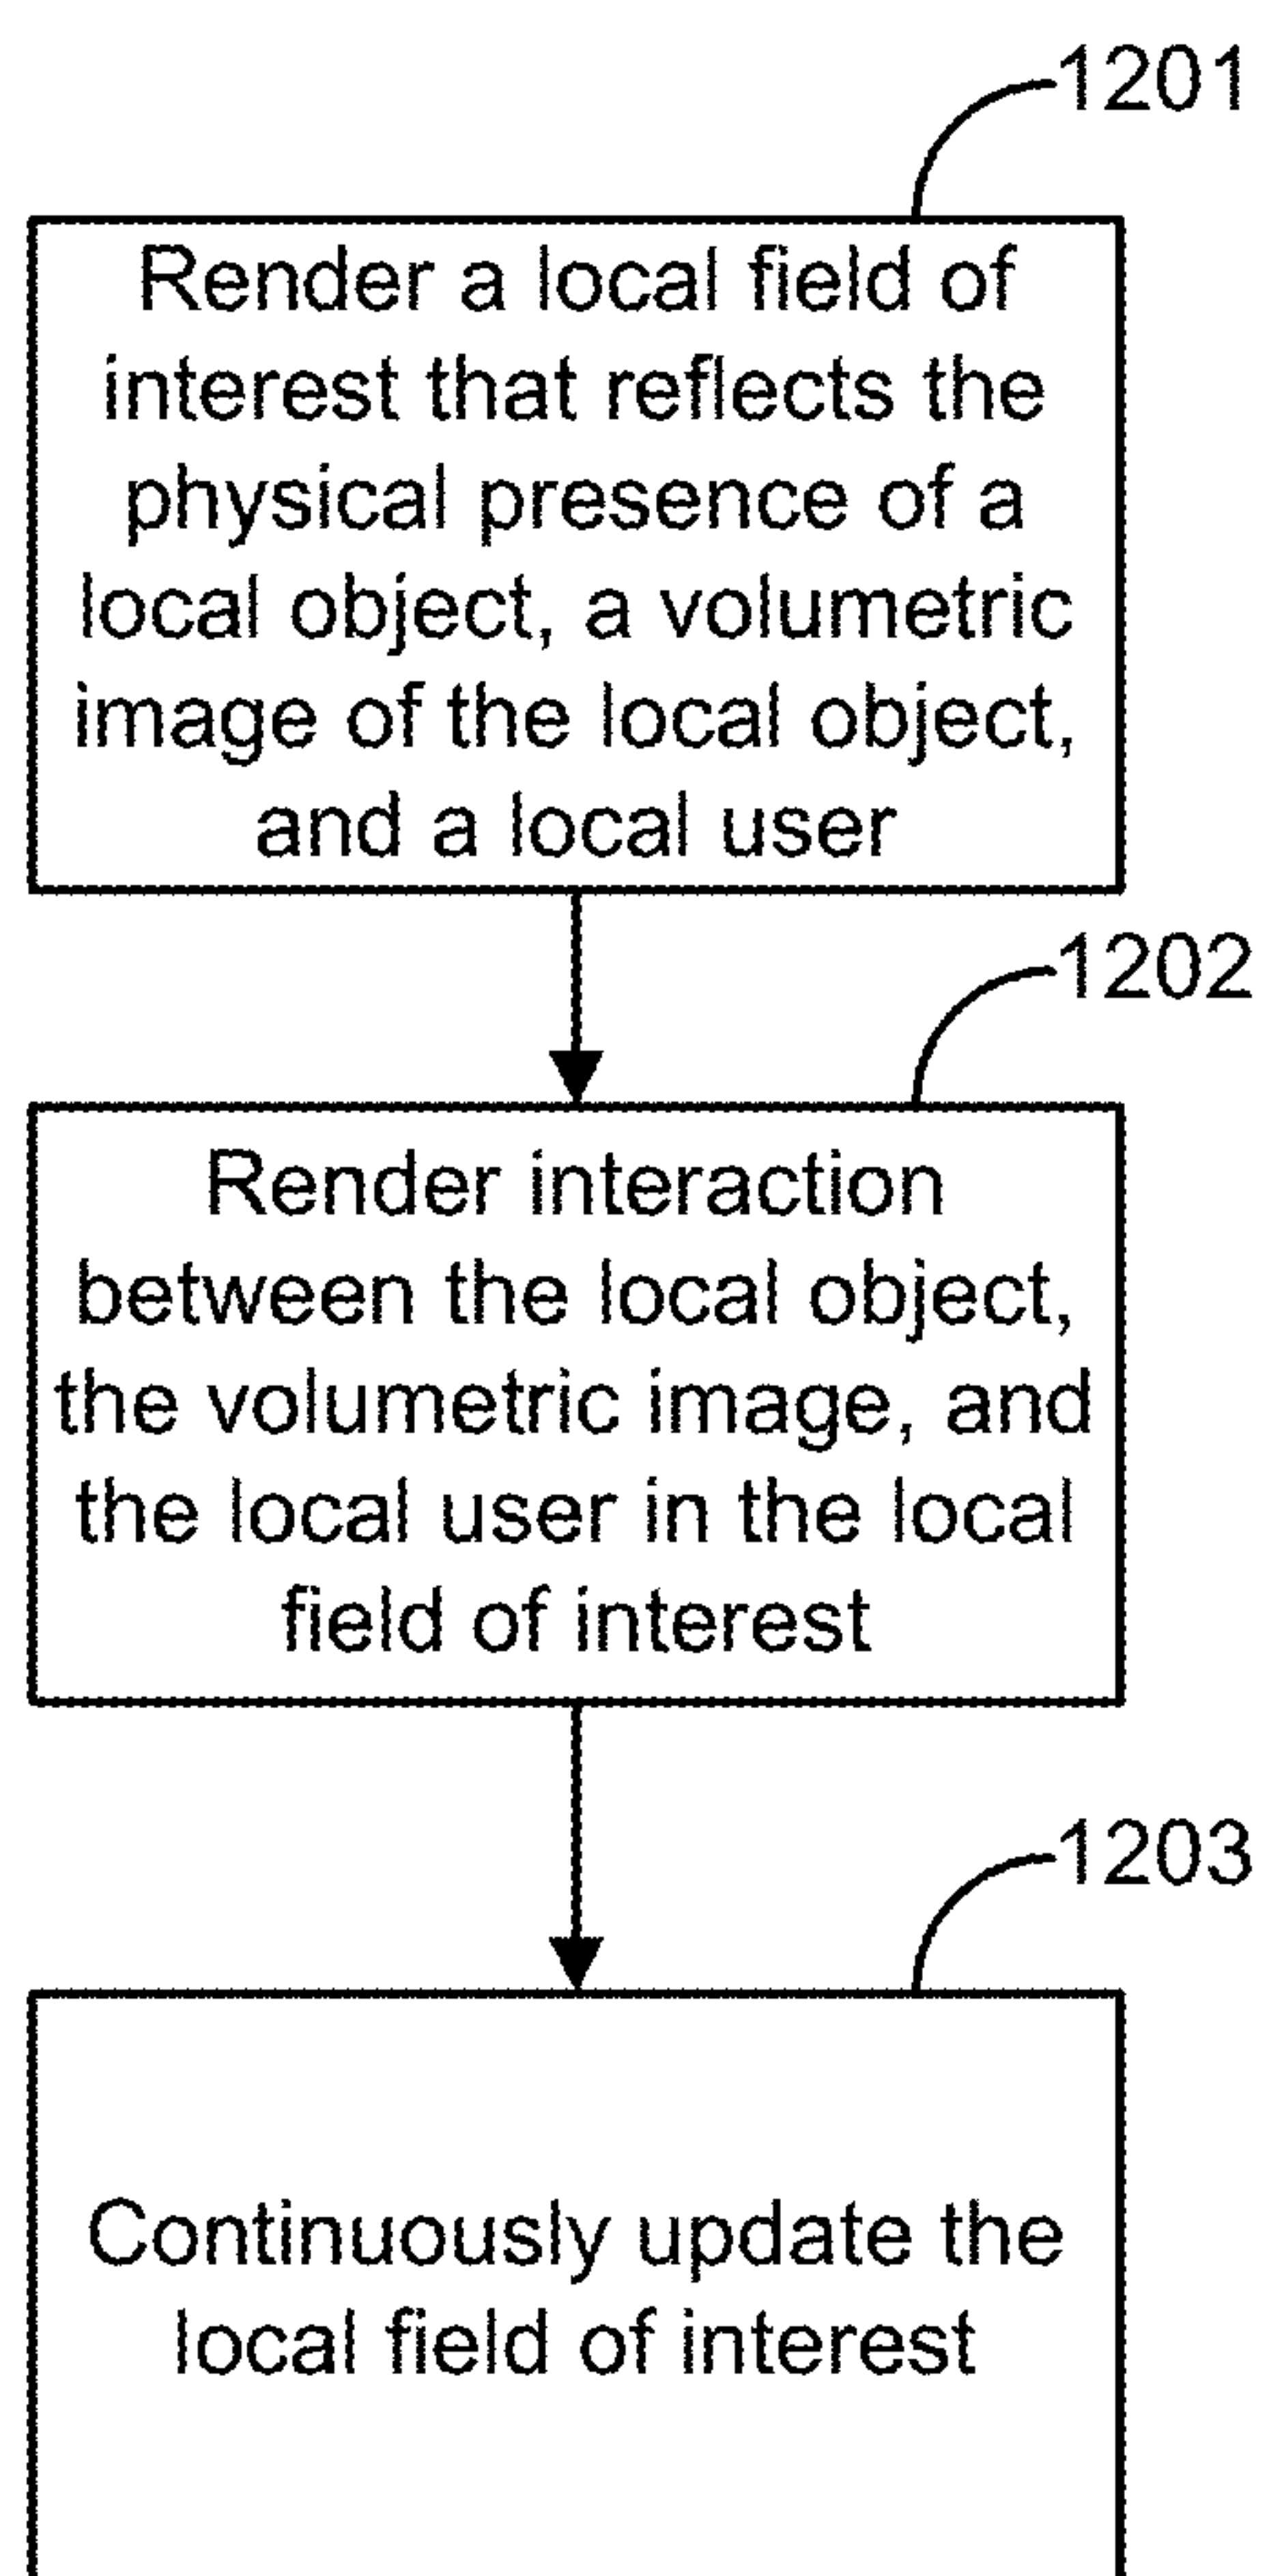 1201
Render a local field of
interest that reflects the
physical presence of a
local object, a volumetric
image of the local object,
and a local user
1202
Render interaction
between the local object,
the volumetric image, and
the local user in the local
field of interest
1203
Continuously update the
local field of interest